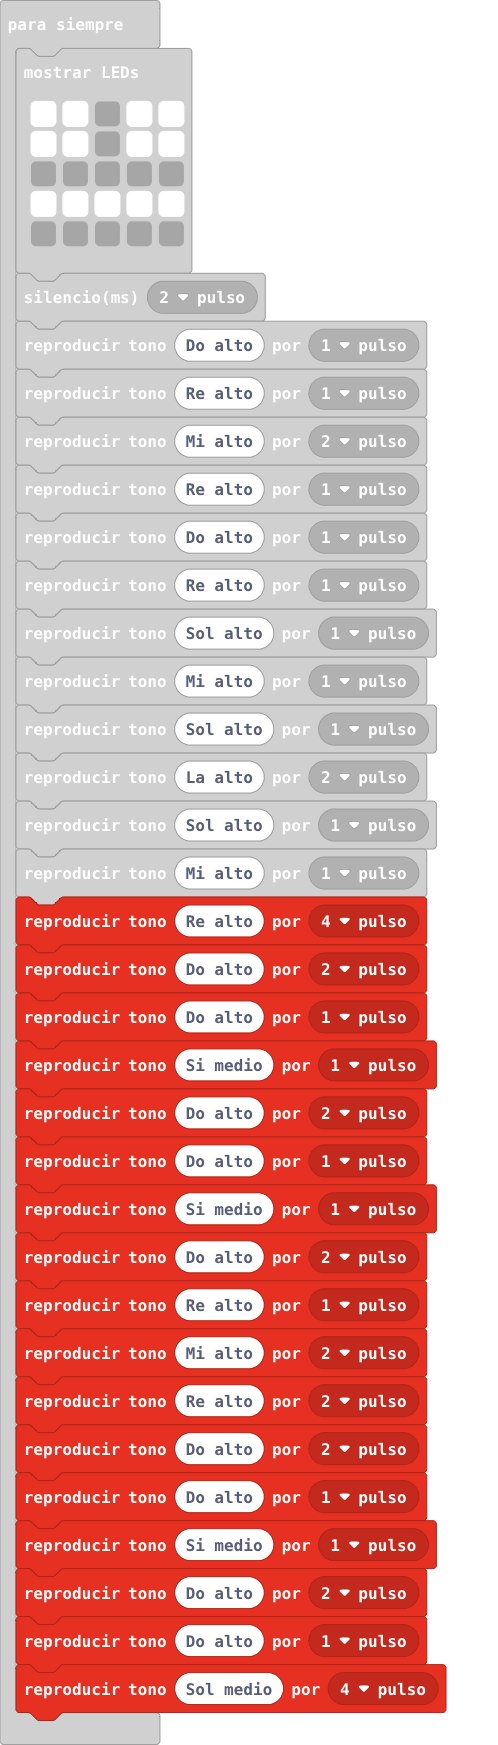 para siempre
mostrar LEDs
silencio(ms) 2 pulso
reproducir tono Do alto por 1 pulso
reproducir tono Re alto por 1 pulso
reproducir tono Mi alto por 2 pulso
reproducir tono Re alto por 1 pulso
reproducir tono Do alto por 1 pulso
reproducir tono Re alto por 1 pulso
reproducir tono Sol alto por 1 pulso
reproducir tono Mi alto por 1 pulso
reproducir tono Sol alto por 1 pulso
reproducir tono La alto por 2 pulso
reproducir tono Sol alto por 1 pulso
reproducir tono Mi alto por 1 pulso
reproducir tono Re alto por 4 pulso
reproducir tono Do alto por 2 pulso
reproducir tono Do alto por 1 pulso
reproducir tono Si medio por 1 pulso
reproducir tono Do alto por 2 pulso
reproducir tono Do alto por 1 pulso
reproducir tono Si medio por 1 pulso
reproducir tono Do alto por 2 pulso
reproducir tono Re alto por 1 pulso
reproducir tono Mi alto por 2 pulso
reproducir tono Re alto por 2 pulso
reproducir tono Do alto por 2 pulso
reproducir tono Do alto por 1 pulso
reproducir tono Si medio por 1 pulso
reproducir tono Do alto por 2 pulso
reproducir tono Do alto por 1 pulso
reproducir tono Sol medio por 4 pulso